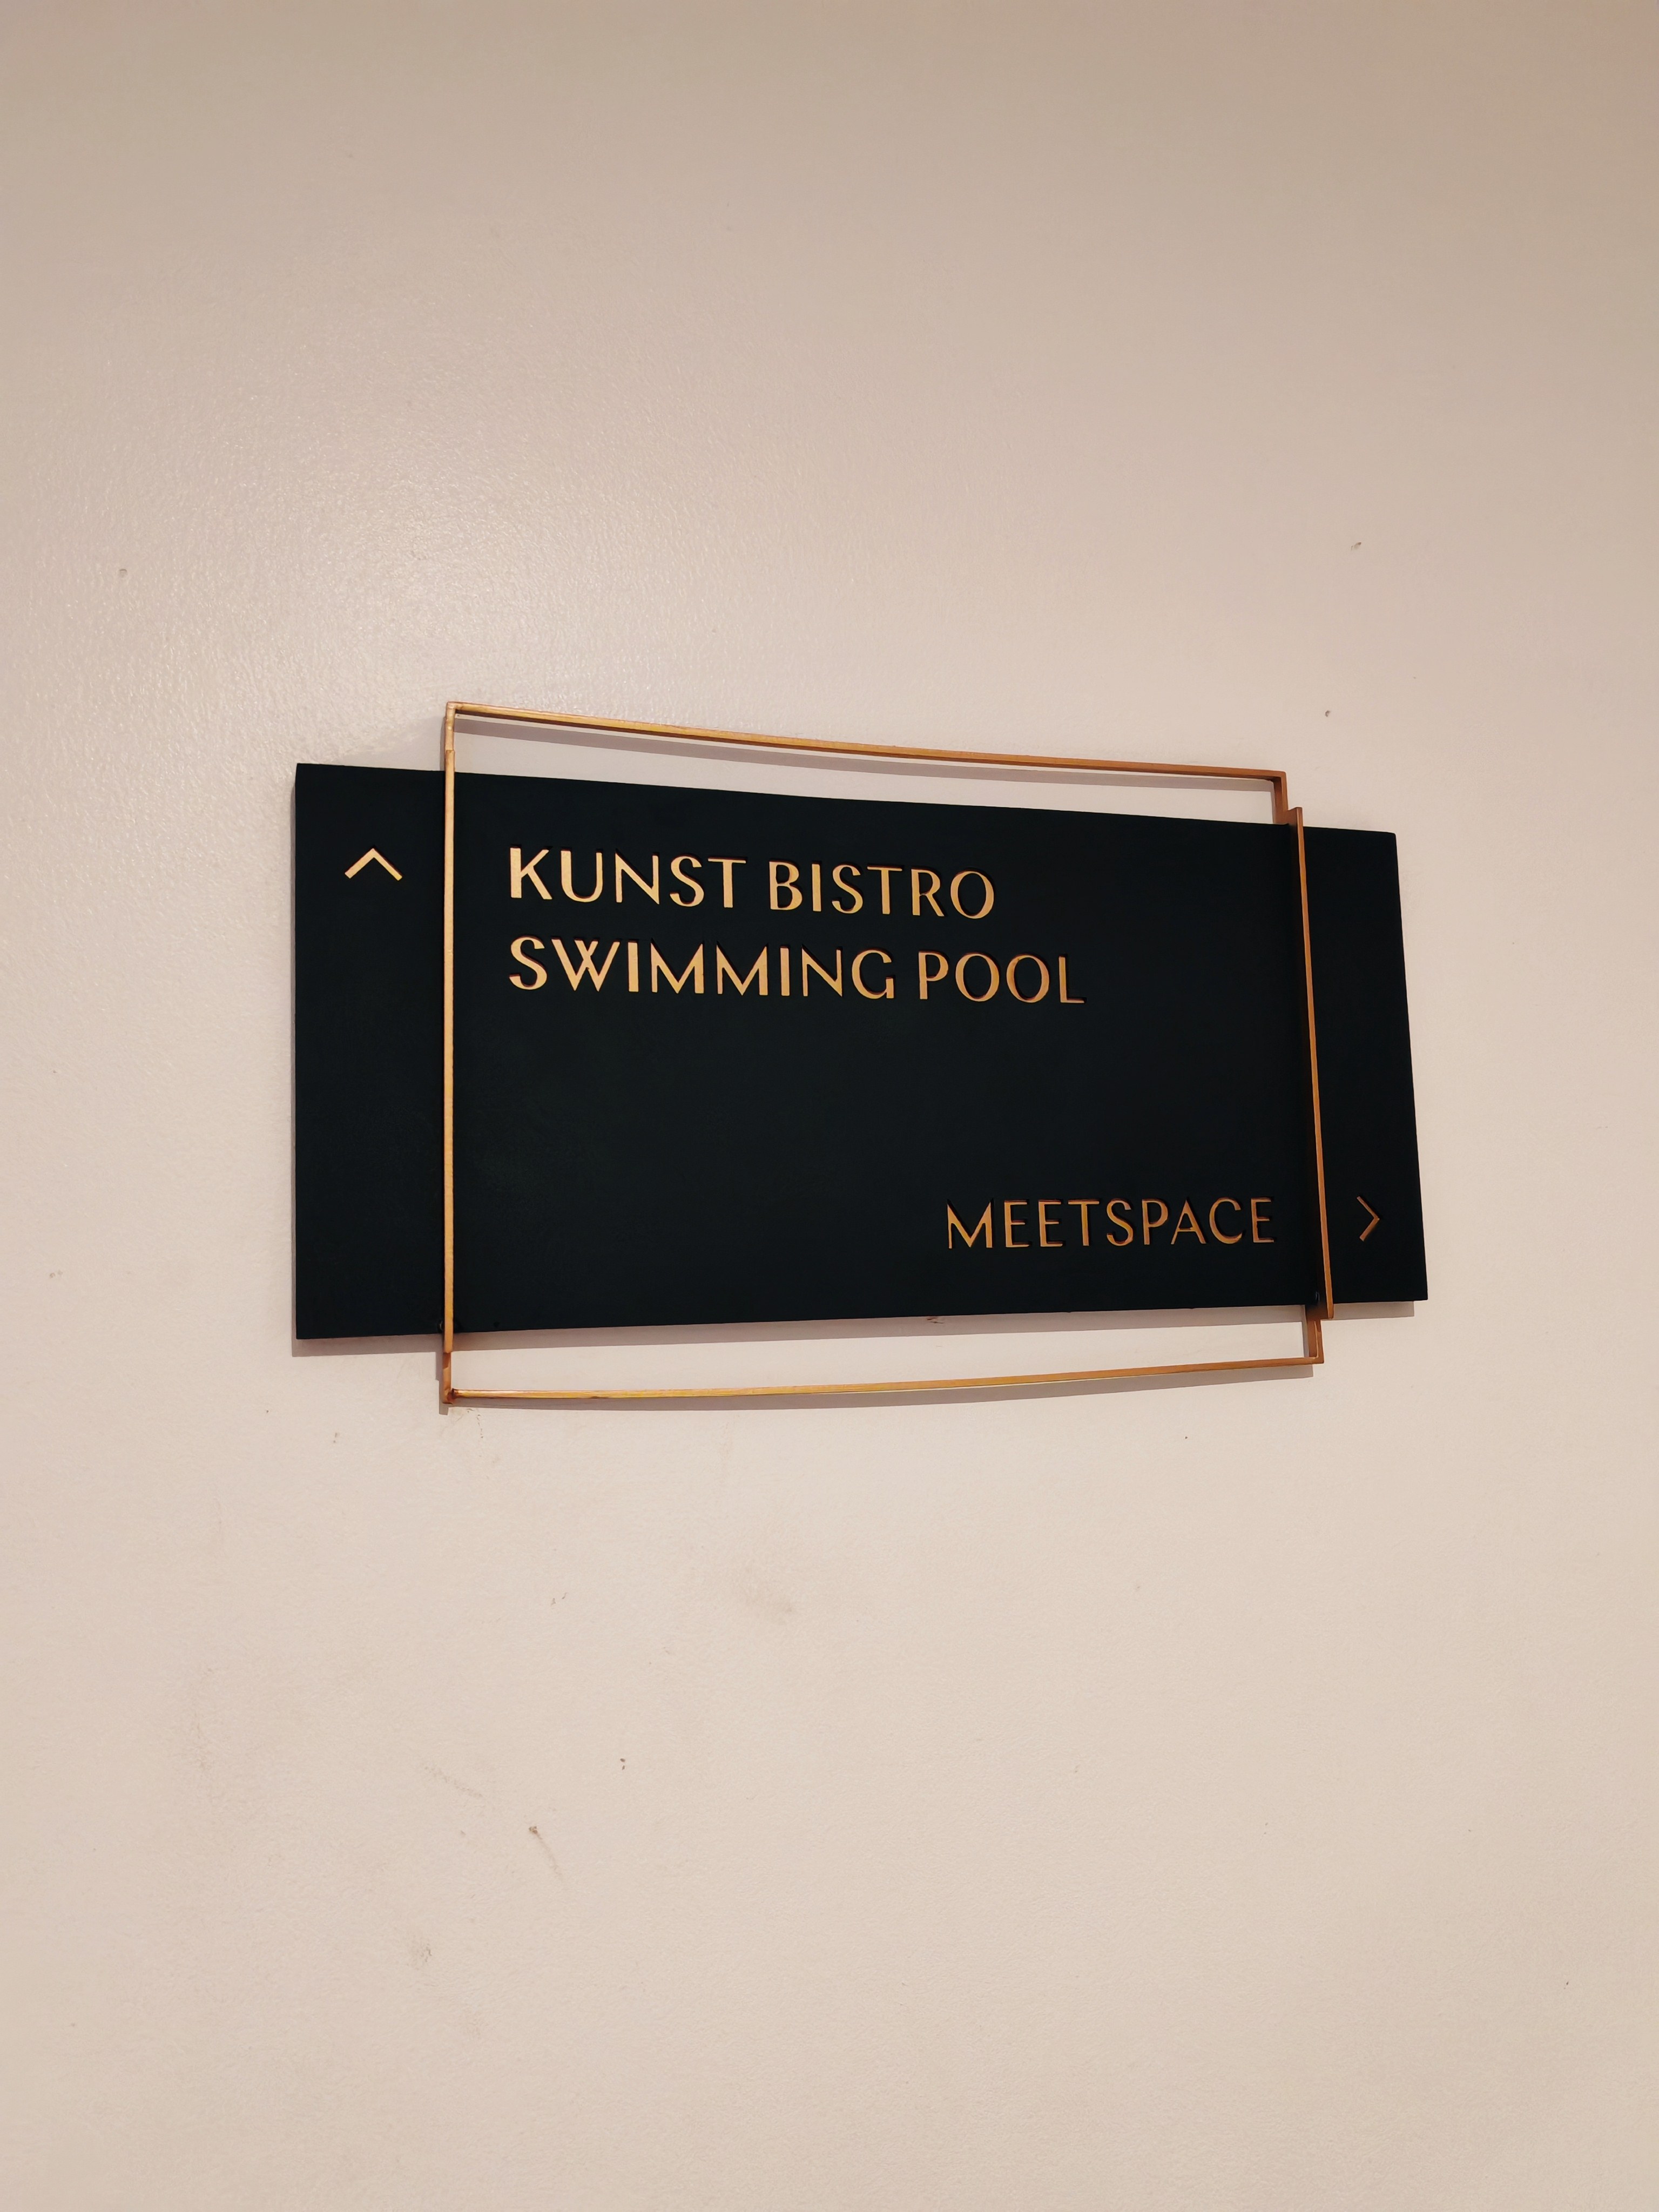 KUNST BISTRO
SWIMMING POOL
MEETSPACE